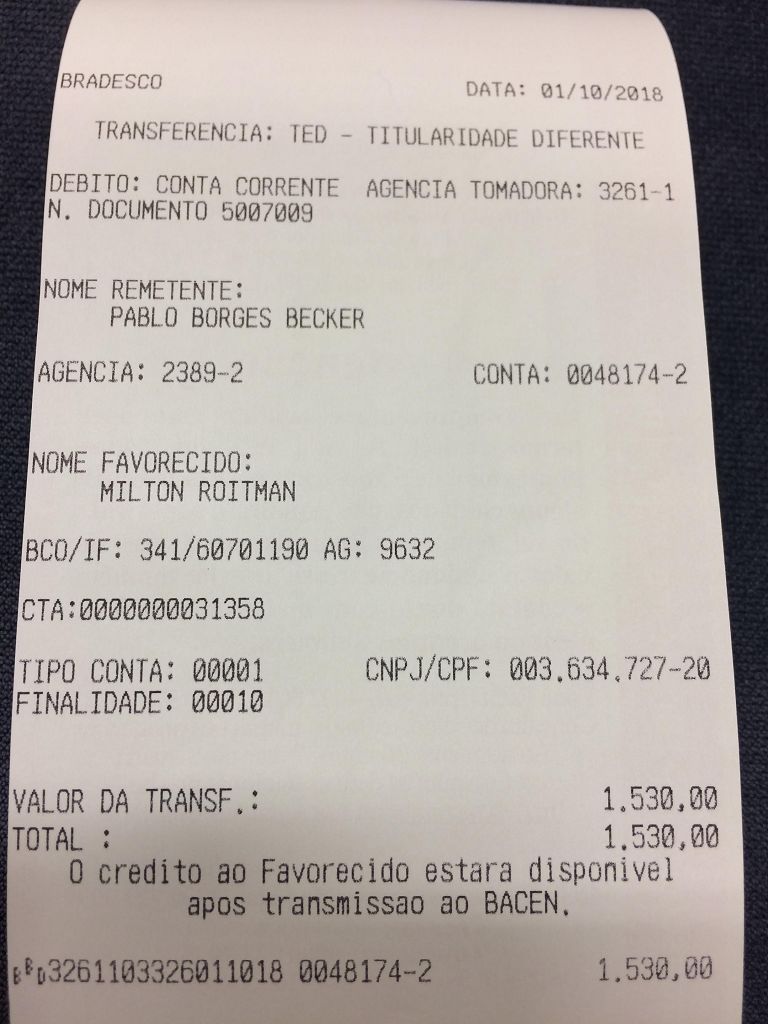 BRADESCO DATA: 01/10/2018
TRANSFERENCIA: TED - TITULARIDADE DIFERENTE
DEBITO: CONTA CORRENTE AGENCIA TOMADORA: 3261-1
N. DOCUMENTO 5007009
NOME REMETENTE:
PABLO BORGES BECKER
AGENCIA: 2389-2 CONTA: 0048174-2
NOME FAVORECIDO:
MILTON ROITMAN
BCO/IF: 341/60701190 AG: 9632
CTA:0000000031358
TIPO CONTA: 00001 CNPJ/CPF: 003.634.727-20
FINALIDADE: 00010
VALOR DA TRANSF.: 1.530,00
TOTAL : 1.530,00
O credito ao Favorecido estara disponivel
apos transmissao ao BACEN.
BBD3261103326011018 0048174-2 1.530,00